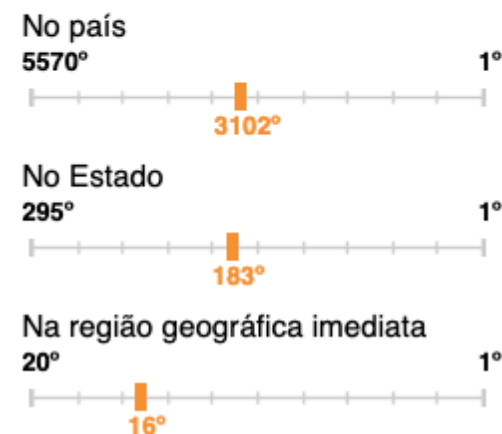 No país
5570º 1º
3102º
No Estado
295º 1º
183º
Na região geográfica imediata
20º 1º
16º